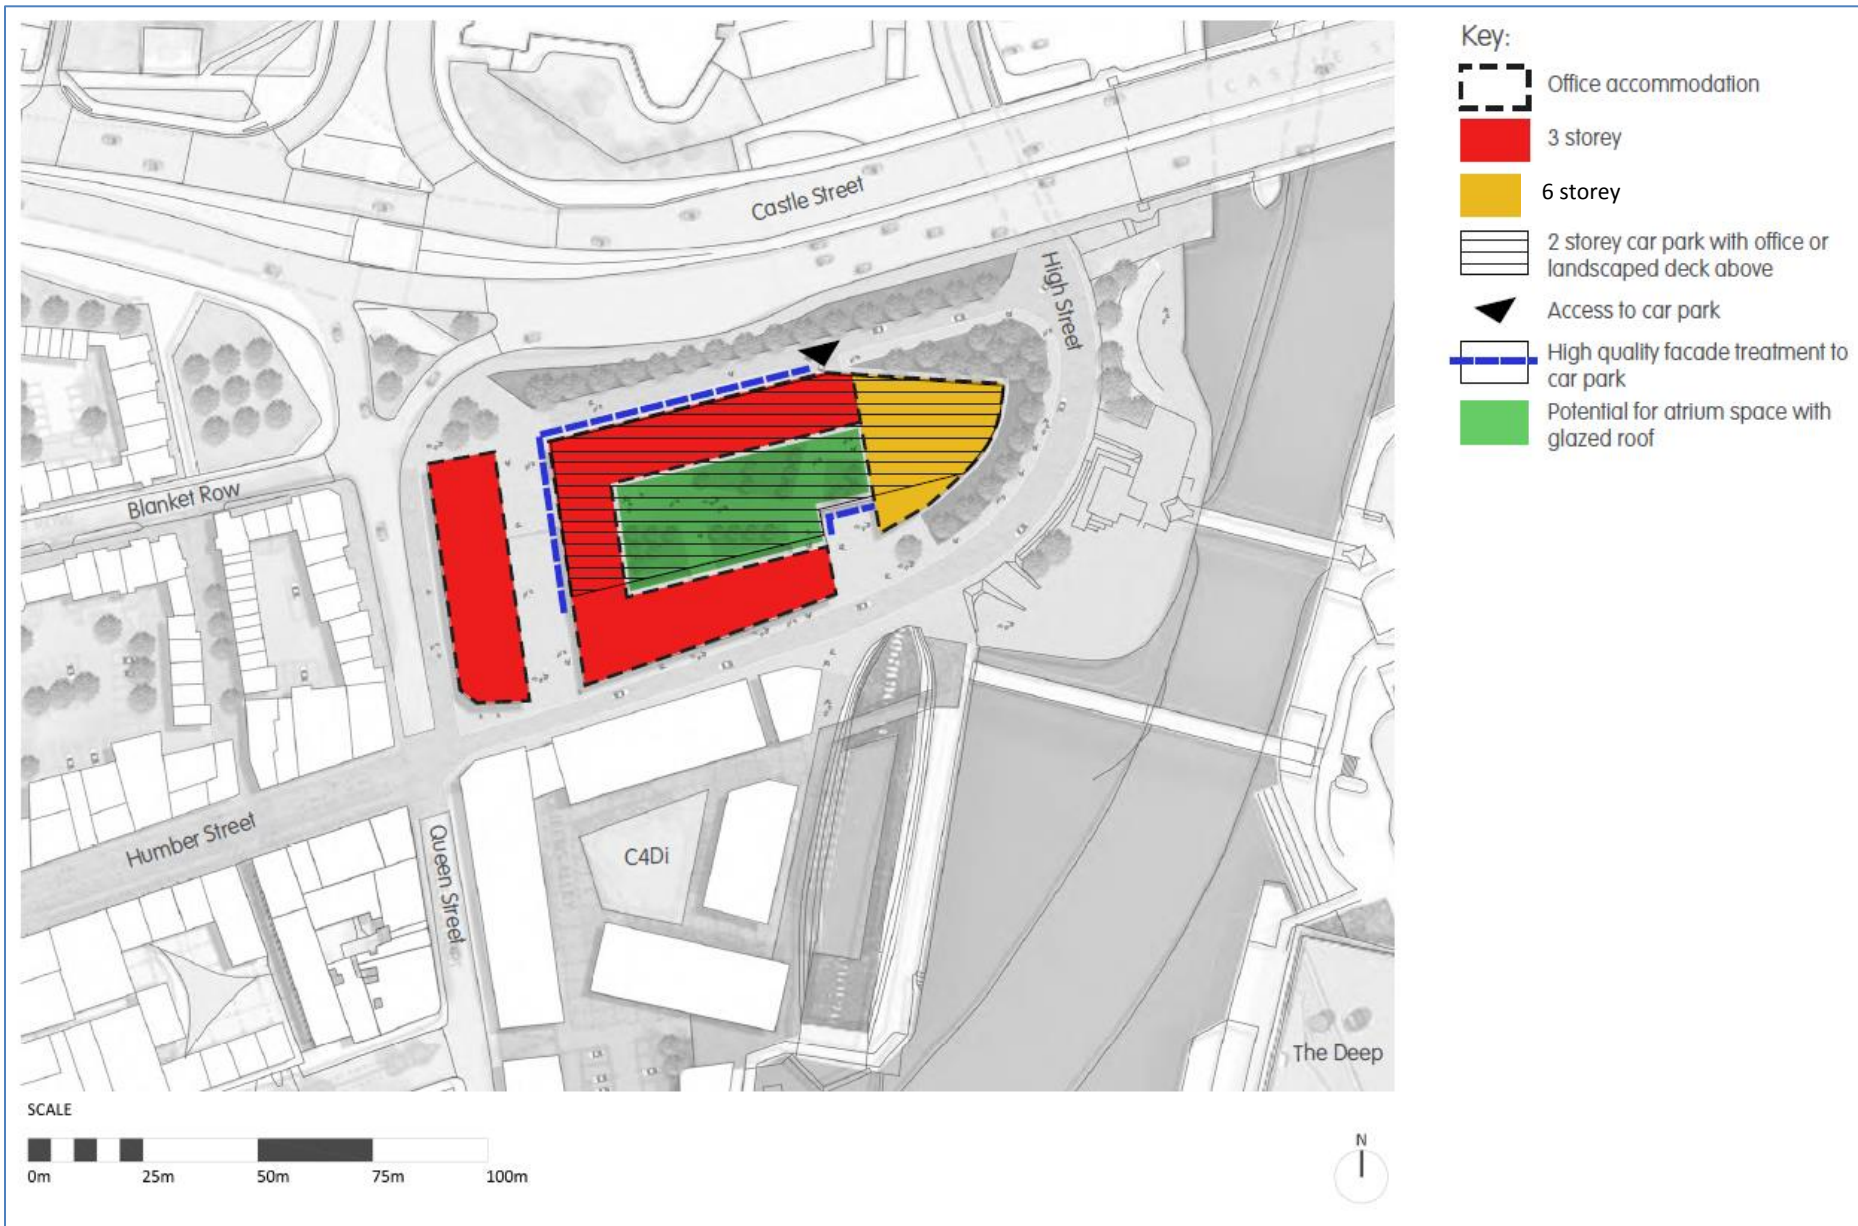 Key:
Office accommodation
3 storey
6 storey
2 storey car park with office or
landscaped deck above
Access to car park
High quality facade treatment to
car park
Potential for atrium space with
glazed roof
CASTLE S
Castle Street
High Street
Blanket Row
Humber Street
Queen Street
C4Di
The Deep
SCALE
0m 25m 50m 75m 100m
N